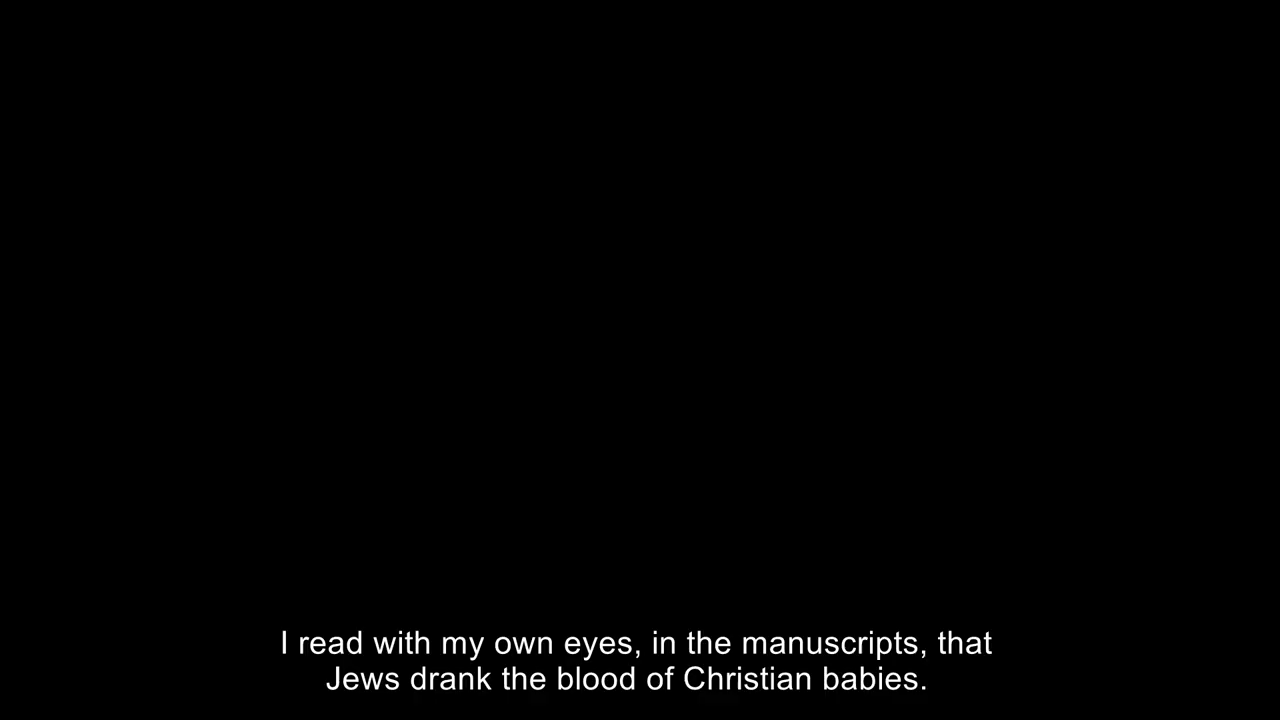 I read with my own eyes, in the manuscripts, that
Jews drank the blood of Christian babies.